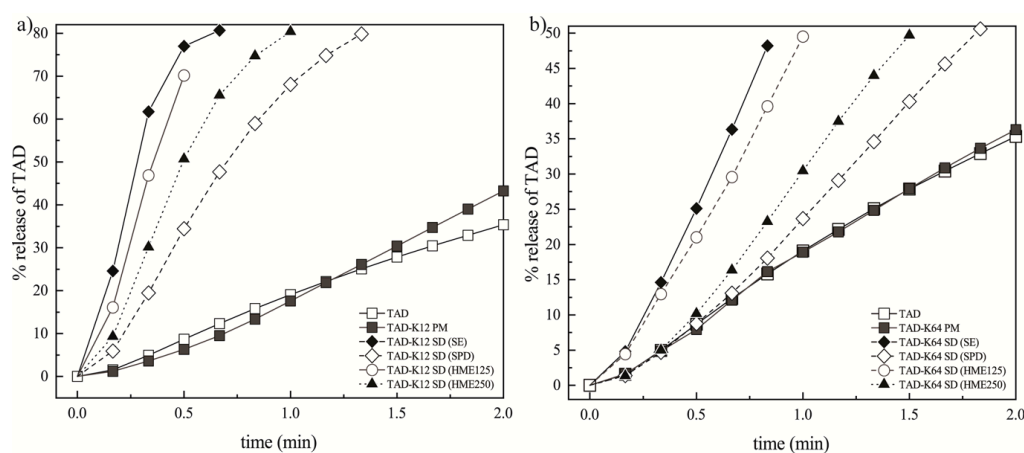 a)
% release of TAD
80
70
60
50
40
30
20
10
0
TAD
TAD-K12 PM
TAD-K12 SD (SE)
TAD-K12 SD (SPD)
TAD-K12 SD (HME125)
TAD-K12 SD (HME250)
0.0 0.5 1.0 1.5 2.0
time (min)
b)
% release of TAD
50
45
40
35
30
25
20
15
10
5
0
TAD
TAD-K64 PM
TAD-K64 SD (SE)
TAD-K64 SD (SPD)
TAD-K64 SD (HME125)
TAD-K64 SD (HME250)
0.0 0.5 1.0 1.5 2.0
time (min)